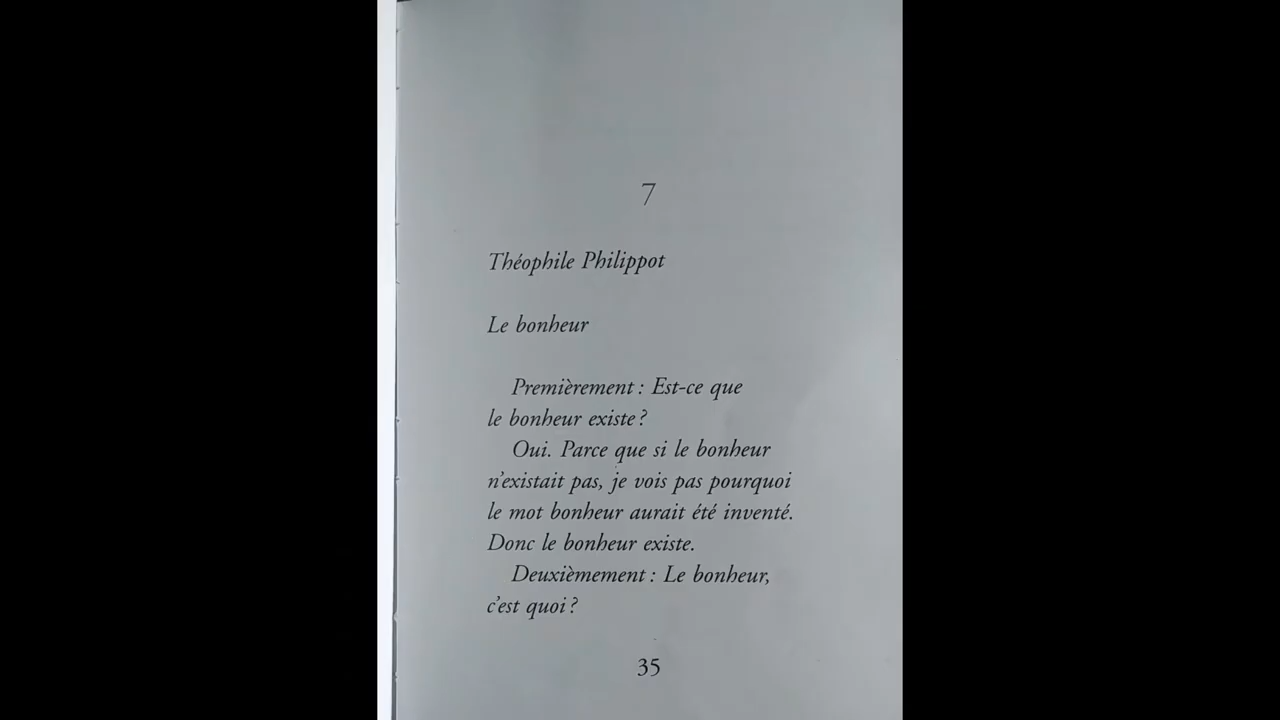 7
Théophile Philippot
Le bonheur
Premièrement : Est-ce que
le bonheur existe ?
Oui. Parce que si le bonheur
n'existait pas, je vois pas pourquoi
le mot bonheur aurait été inventé.
Donc le bonheur existe.
Deuxièmement : Le bonheur,
c'est quoi ?
35